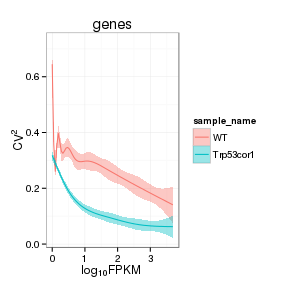 genes
0.6
0.4
0.2
0.0
CV²
0 1 2 3
log₁₀FPKM
sample_name
WT
Trp53cor1